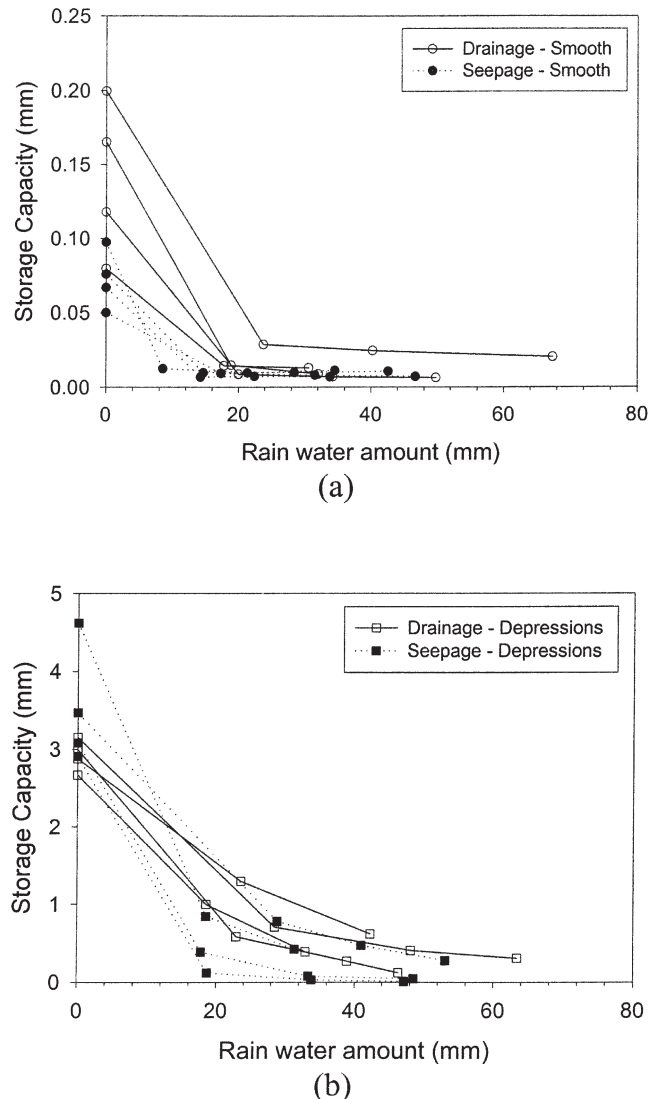 0.25
0.20
0.15
0.10
0.05
0.00
Storage Capacity (mm)
Drainage - Smooth
Seepage - Smooth
0 20 40 60 80
Rain water amount (mm)
(a)
5
4
3
2
1
0
Storage Capacity (mm)
Drainage - Depressions
Seepage - Depressions
0 20 40 60 80
Rain water amount (mm)
(b)